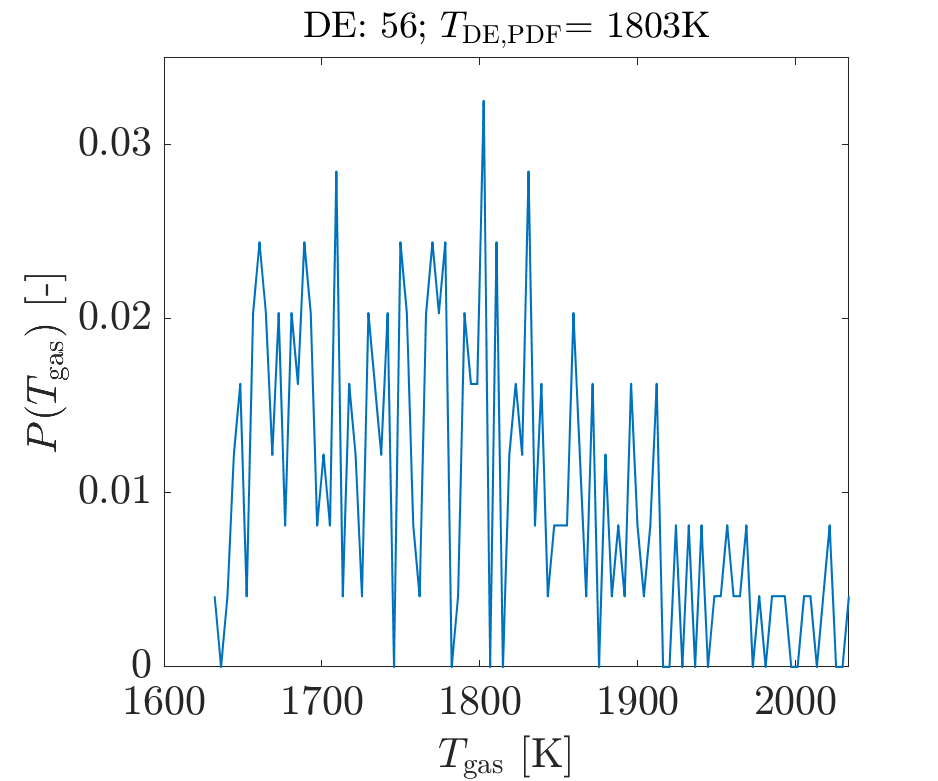 DE: 56; T_DE,PDF= 1803K
0.03
0.02
0.01
0
P(T_gas) [-]
1600 1700 1800 1900 2000
T_gas [K]